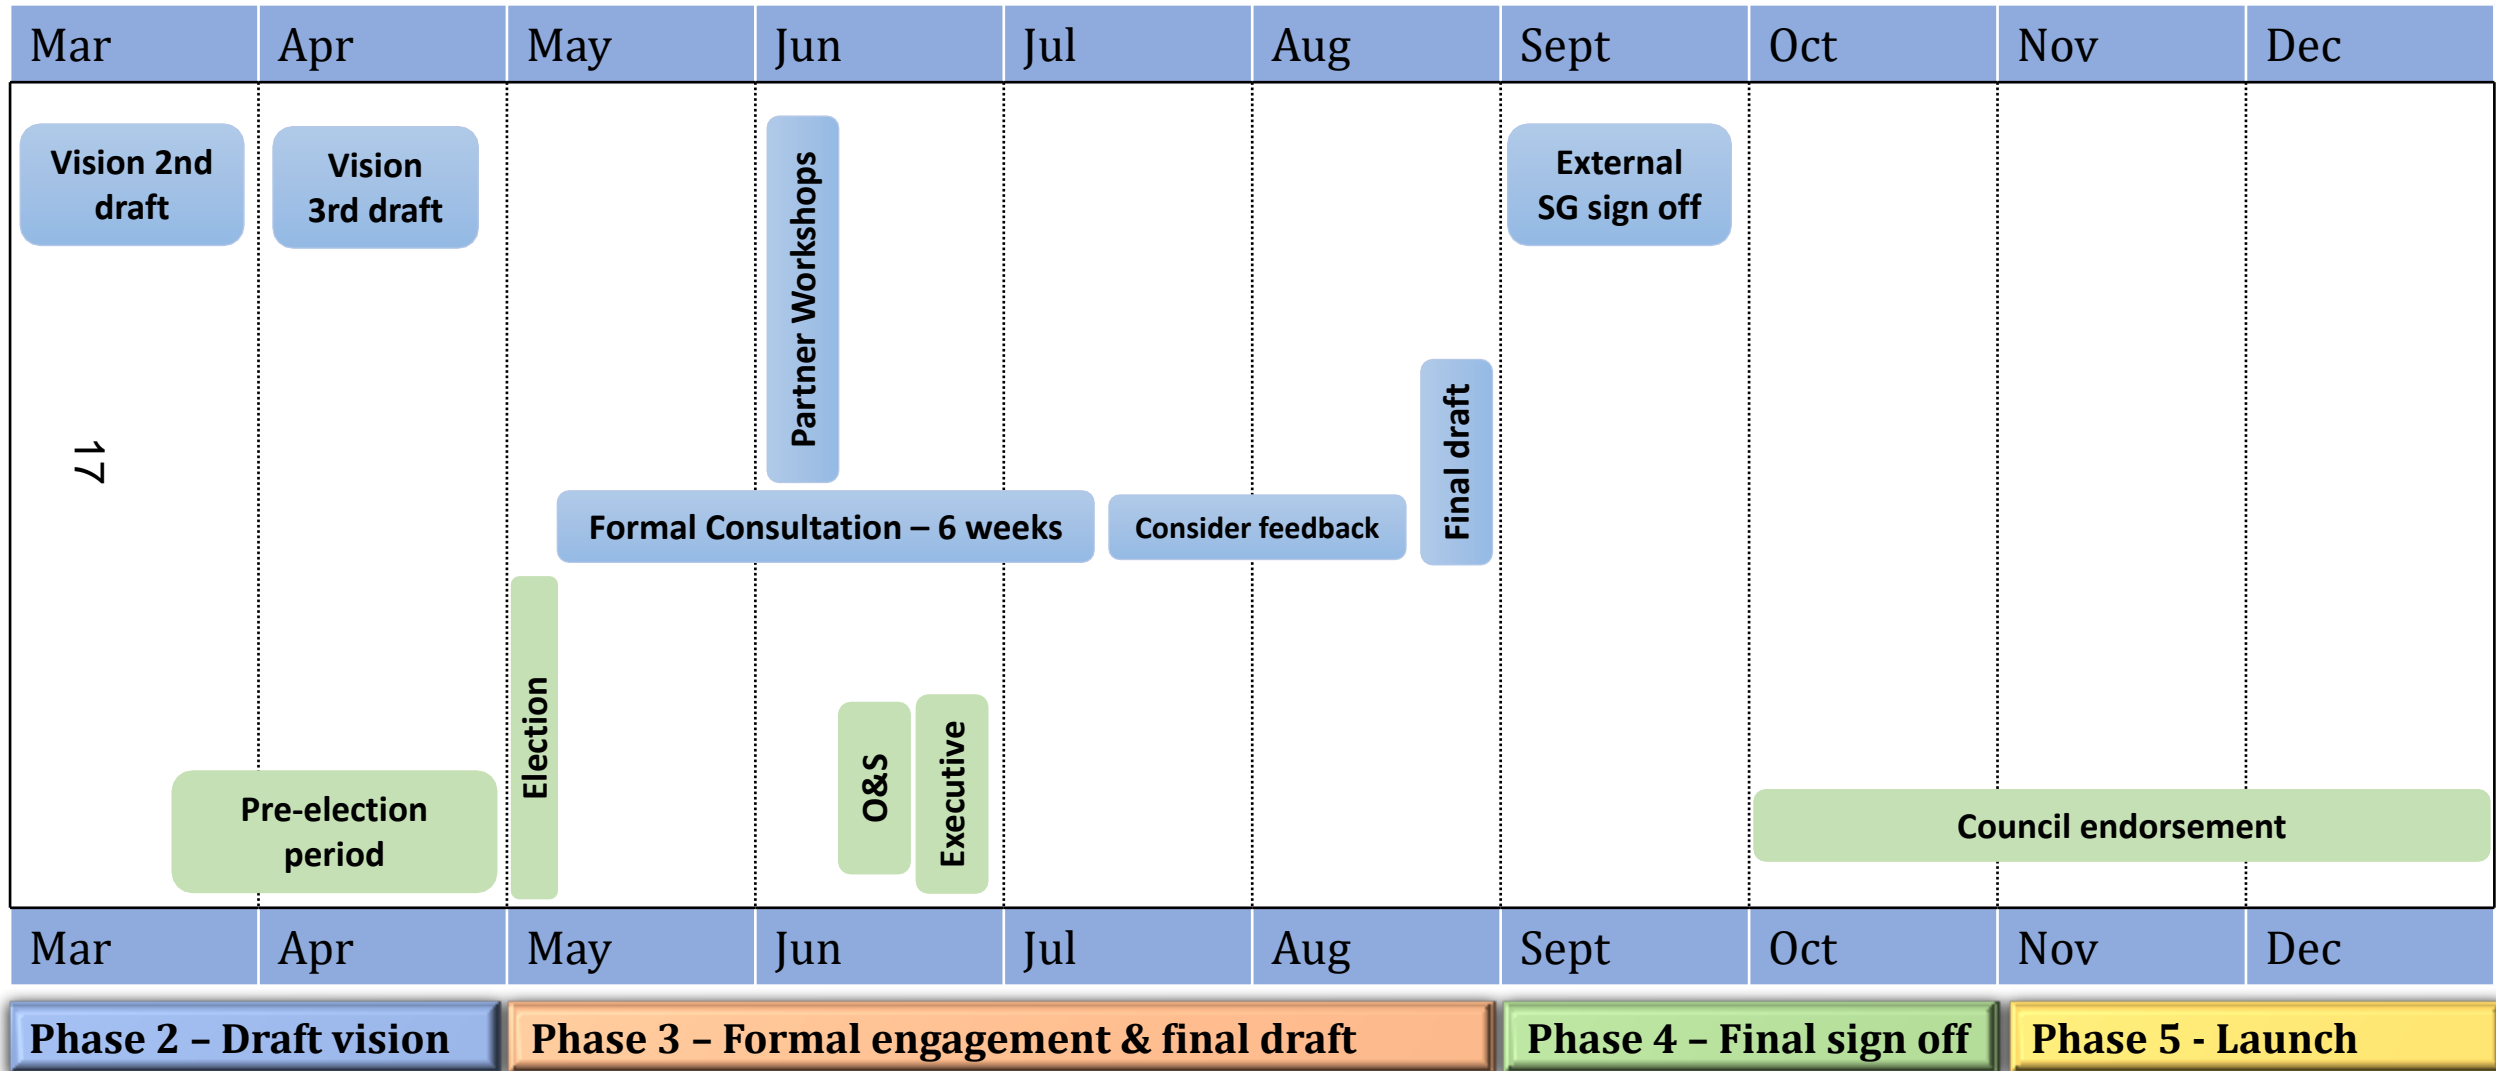 Mar Apr May Jun Jul Aug Sept Oct Nov Dec
Vision 2nd
draft
Vision
3rd draft
Partner Workshops
External
SG sign off
Final draft
17
Formal Consultation – 6 weeks
Consider feedback
Election
O&S
Executive
Pre-election
period
Council endorsement
Mar Apr May Jun Jul Aug Sept Oct Nov Dec
Phase 2 – Draft vision
Phase 3 – Formal engagement & final draft
Phase 4 – Final sign off
Phase 5 - Launch